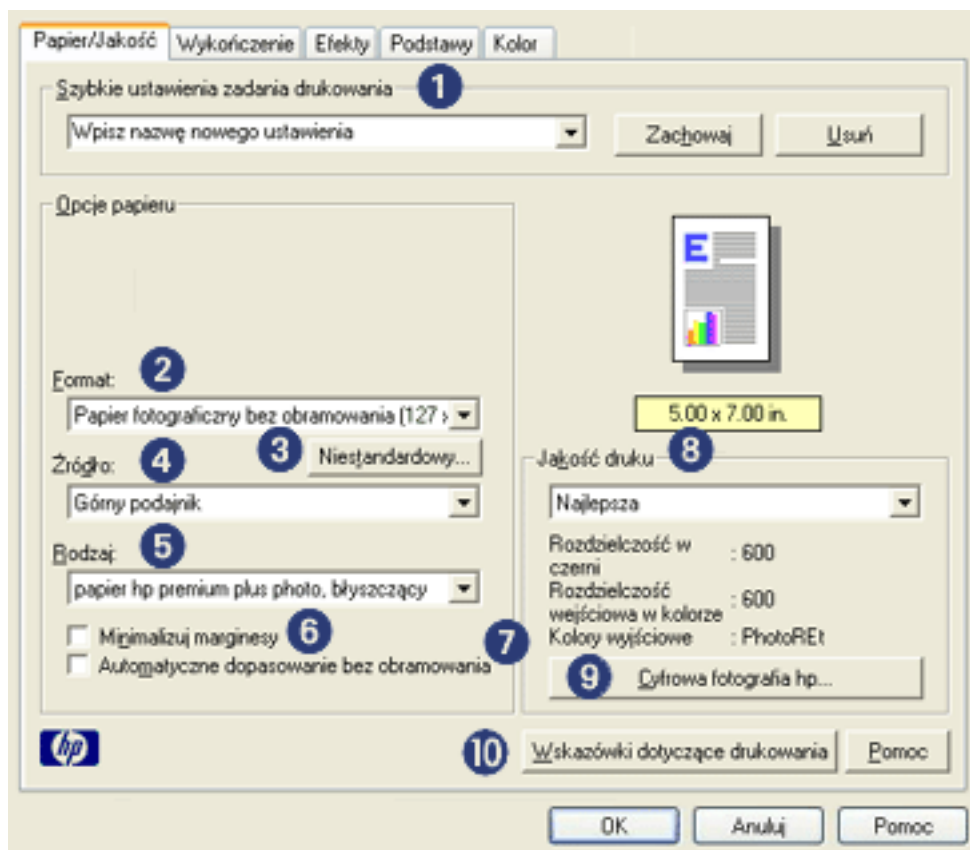 Papier/Jakość Wykończenie Efekty Podstawy Kolor
Szybkie ustawienia zadania drukowania 1
Wpisz nazwę nowego ustawienia Zachowaj Usuń
Opcje papieru
E
2
Format:
Papier fotograficzny bez obramowania (127 x
5.00 x 7.00 in.
3 Niestandardowy...
Źródło: 4
Górny podajnik
Jakość druku 8
Najlepsza
Rodzaj: 5
papier hp premium plus photo, błyszczący
Rozdzielczość w czerni : 600
Rozdzielczość wejściowa w kolorze : 600
Kolory wyjściowe : PhotoREt
Minimalizuj marginesy 6
Automatyczne dopasowanie bez obramowania 7
9 Cyfrowa fotografia hp...
hp
10 Wskazówki dotyczące drukowania Pomoc
OK Anuluj Pomoc